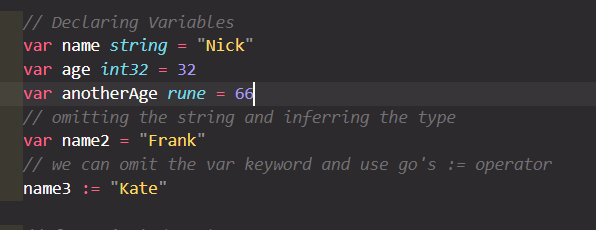 // Declaring Variables
var name string = "Nick"
var age int32 = 32
var anotherAge rune = 66
// omitting the string and inferring the type
var name2 = "Frank"
// we can omit the var keyword and use go's := operator
name3 := "Kate"